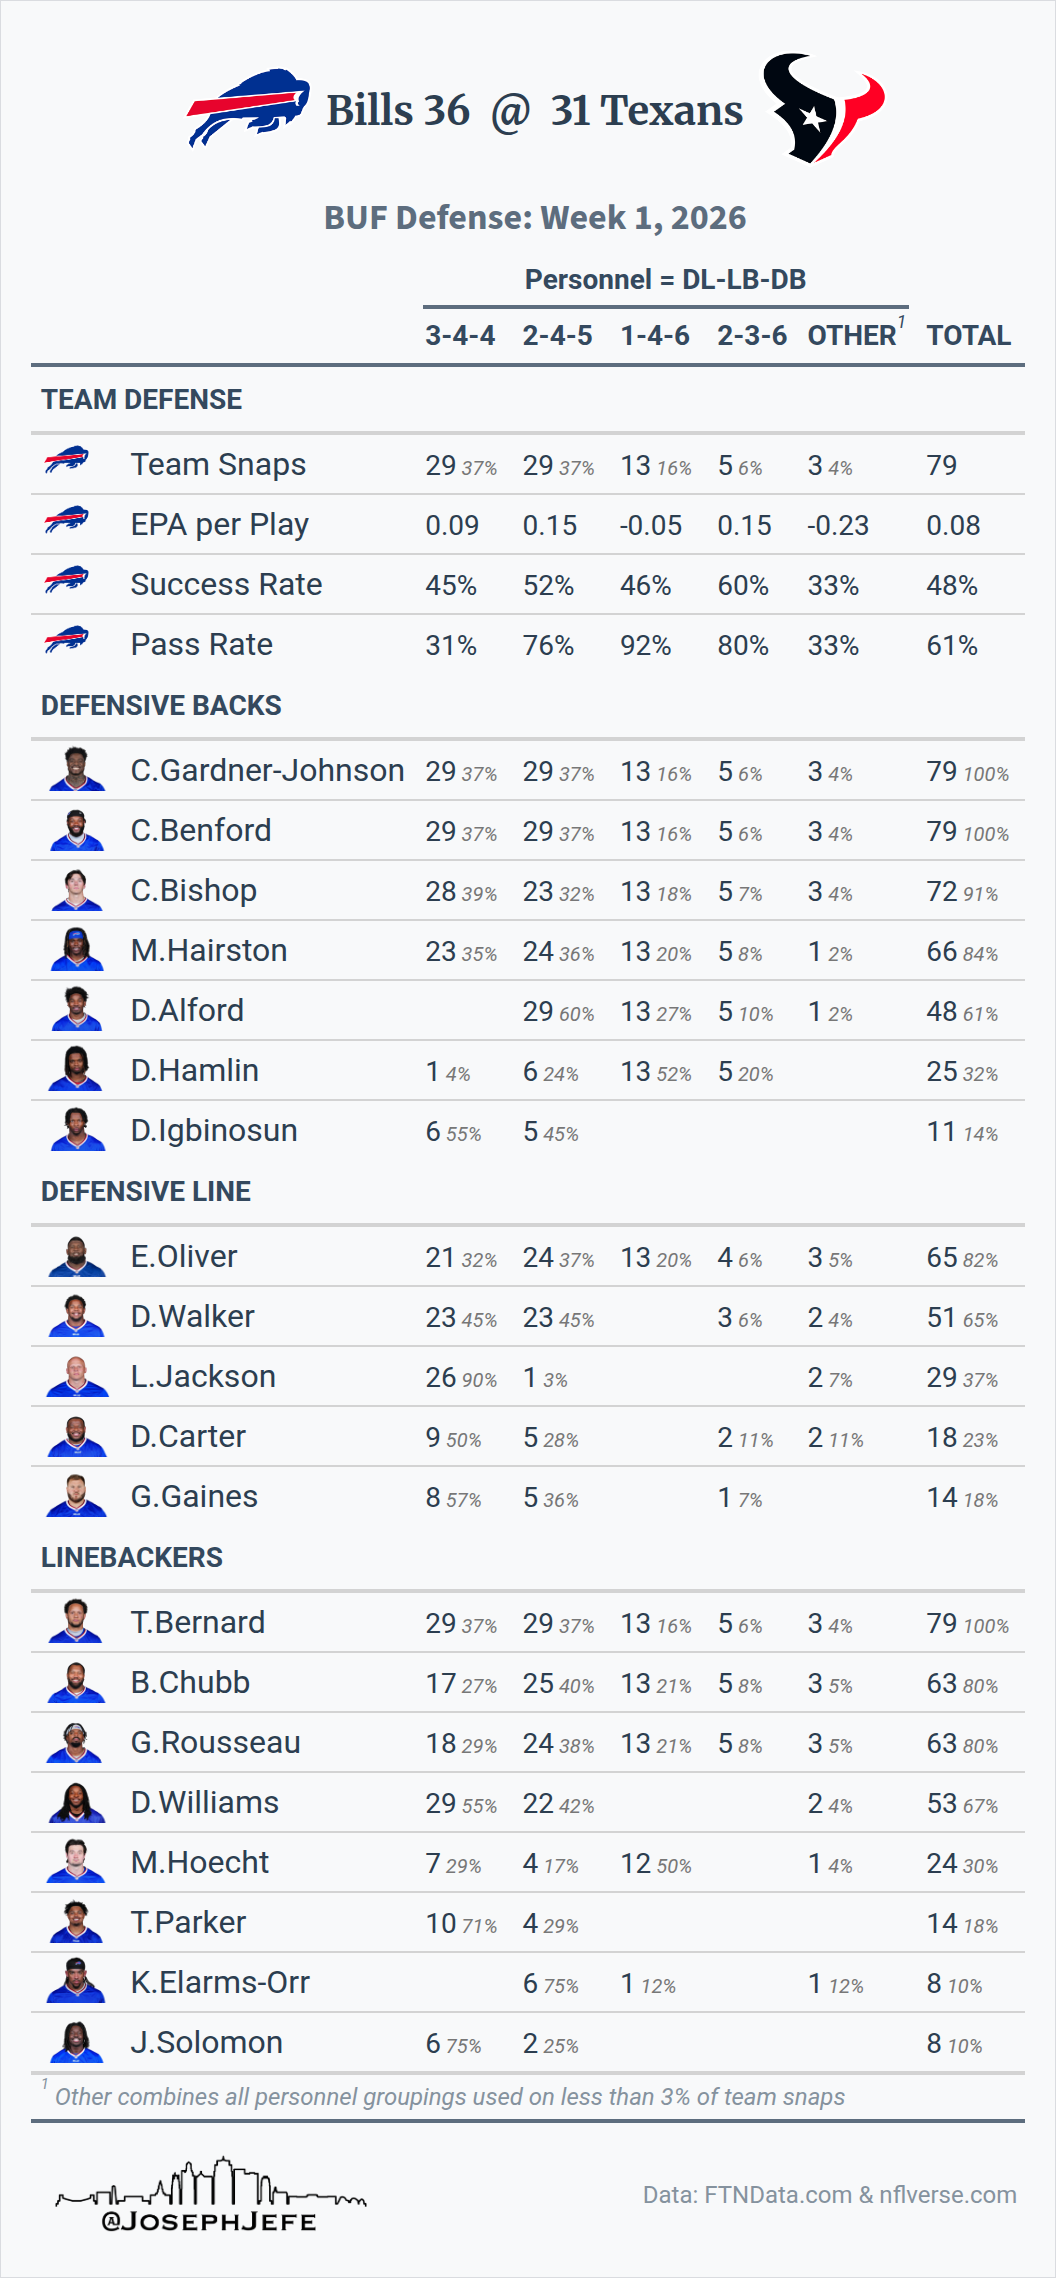 Bills 36 @ 31 Texans
BUF Defense: Week 1, 2026
Personnel = DL-LB-DB
3-4-4 2-4-5 1-4-6 2-3-6 OTHER1 TOTAL
TEAM DEFENSE
Team Snaps 29 37% 29 37% 13 16% 5 6% 3 4% 79
EPA per Play 0.09 0.15 -0.05 0.15 -0.23 0.08
Success Rate 45% 52% 46% 60% 33% 48%
Pass Rate 31% 76% 92% 80% 33% 61%
DEFENSIVE BACKS
C.Gardner-Johnson 29 37% 29 37% 13 16% 5 6% 3 4% 79 100%
C.Benford 29 37% 29 37% 13 16% 5 6% 3 4% 79 100%
C.Bishop 28 39% 23 32% 13 18% 5 7% 3 4% 72 91%
M.Hairston 23 35% 24 36% 13 20% 5 8% 1 2% 66 84%
D.Alford 29 60% 13 27% 5 10% 1 2% 48 61%
D.Hamlin 1 4% 6 24% 13 52% 5 20% 25 32%
D.Igbinosun 6 55% 5 45% 11 14%
DEFENSIVE LINE
E.Oliver 21 32% 24 37% 13 20% 4 6% 3 5% 65 82%
D.Walker 23 45% 23 45% 3 6% 2 4% 51 65%
L.Jackson 26 90% 1 3% 2 7% 29 37%
D.Carter 9 50% 5 28% 2 11% 2 11% 18 23%
G.Gaines 8 57% 5 36% 1 7% 14 18%
LINEBACKERS
T.Bernard 29 37% 29 37% 13 16% 5 6% 3 4% 79 100%
B.Chubb 17 27% 25 40% 13 21% 5 8% 3 5% 63 80%
G.Rousseau 18 29% 24 38% 13 21% 5 8% 3 5% 63 80%
D.Williams 29 55% 22 42% 2 4% 53 67%
M.Hoecht 7 29% 4 17% 12 50% 1 4% 24 30%
T.Parker 10 71% 4 29% 14 18%
K.Elarms-Orr 6 75% 1 12% 1 12% 8 10%
J.Solomon 6 75% 2 25% 8 10%
1 Other combines all personnel groupings used on less than 3% of team snaps
@JosephJefe
Data: FTNData.com & nflverse.com